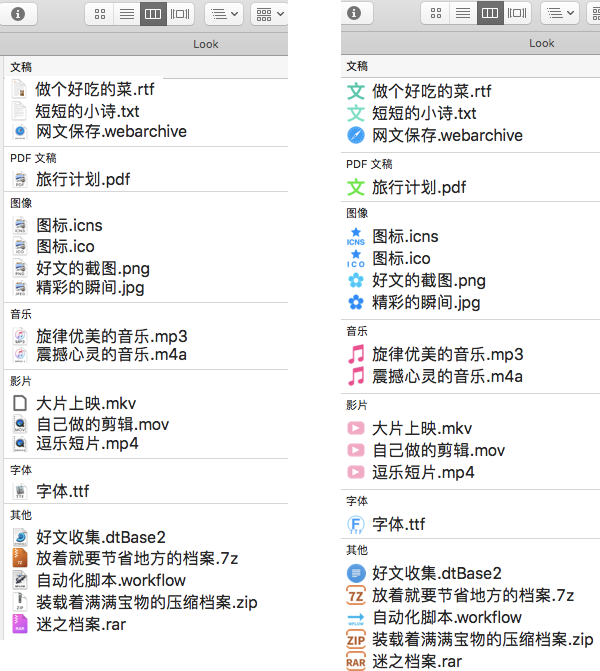 Look
文稿
做个好吃的菜.rtf
短短的小诗.txt
网文保存.webarchive
PDF 文稿
旅行计划.pdf
图像
图标.icns
图标.ico
好文的截图.png
精彩的瞬间.jpg
音乐
旋律优美的音乐.mp3
震撼心灵的音乐.m4a
影片
大片上映.mkv
自己做的剪辑.mov
逗乐短片.mp4
字体
字体.ttf
其他
好文收集.dtBase2
放着就要节省地方的档案.7z
自动化脚本.workflow
装载着满满宝物的压缩档案.zip
迷之档案.rar
Look
文稿
文 做个好吃的菜.rtf
文 短短的小诗.txt
网文保存.webarchive
PDF 文稿
文 旅行计划.pdf
图像
ICNS 图标.icns
ICO 图标.ico
好文的截图.png
精彩的瞬间.jpg
音乐
旋律优美的音乐.mp3
震撼心灵的音乐.m4a
影片
大片上映.mkv
自己做的剪辑.mov
逗乐短片.mp4
字体
F TTF 字体.ttf
其他
好文收集.dtBase2
7Z 放着就要节省地方的档案.7z
自动化脚本.workflow
ZIP 装载着满满宝物的压缩档案.zip
RAR 迷之档案.rar